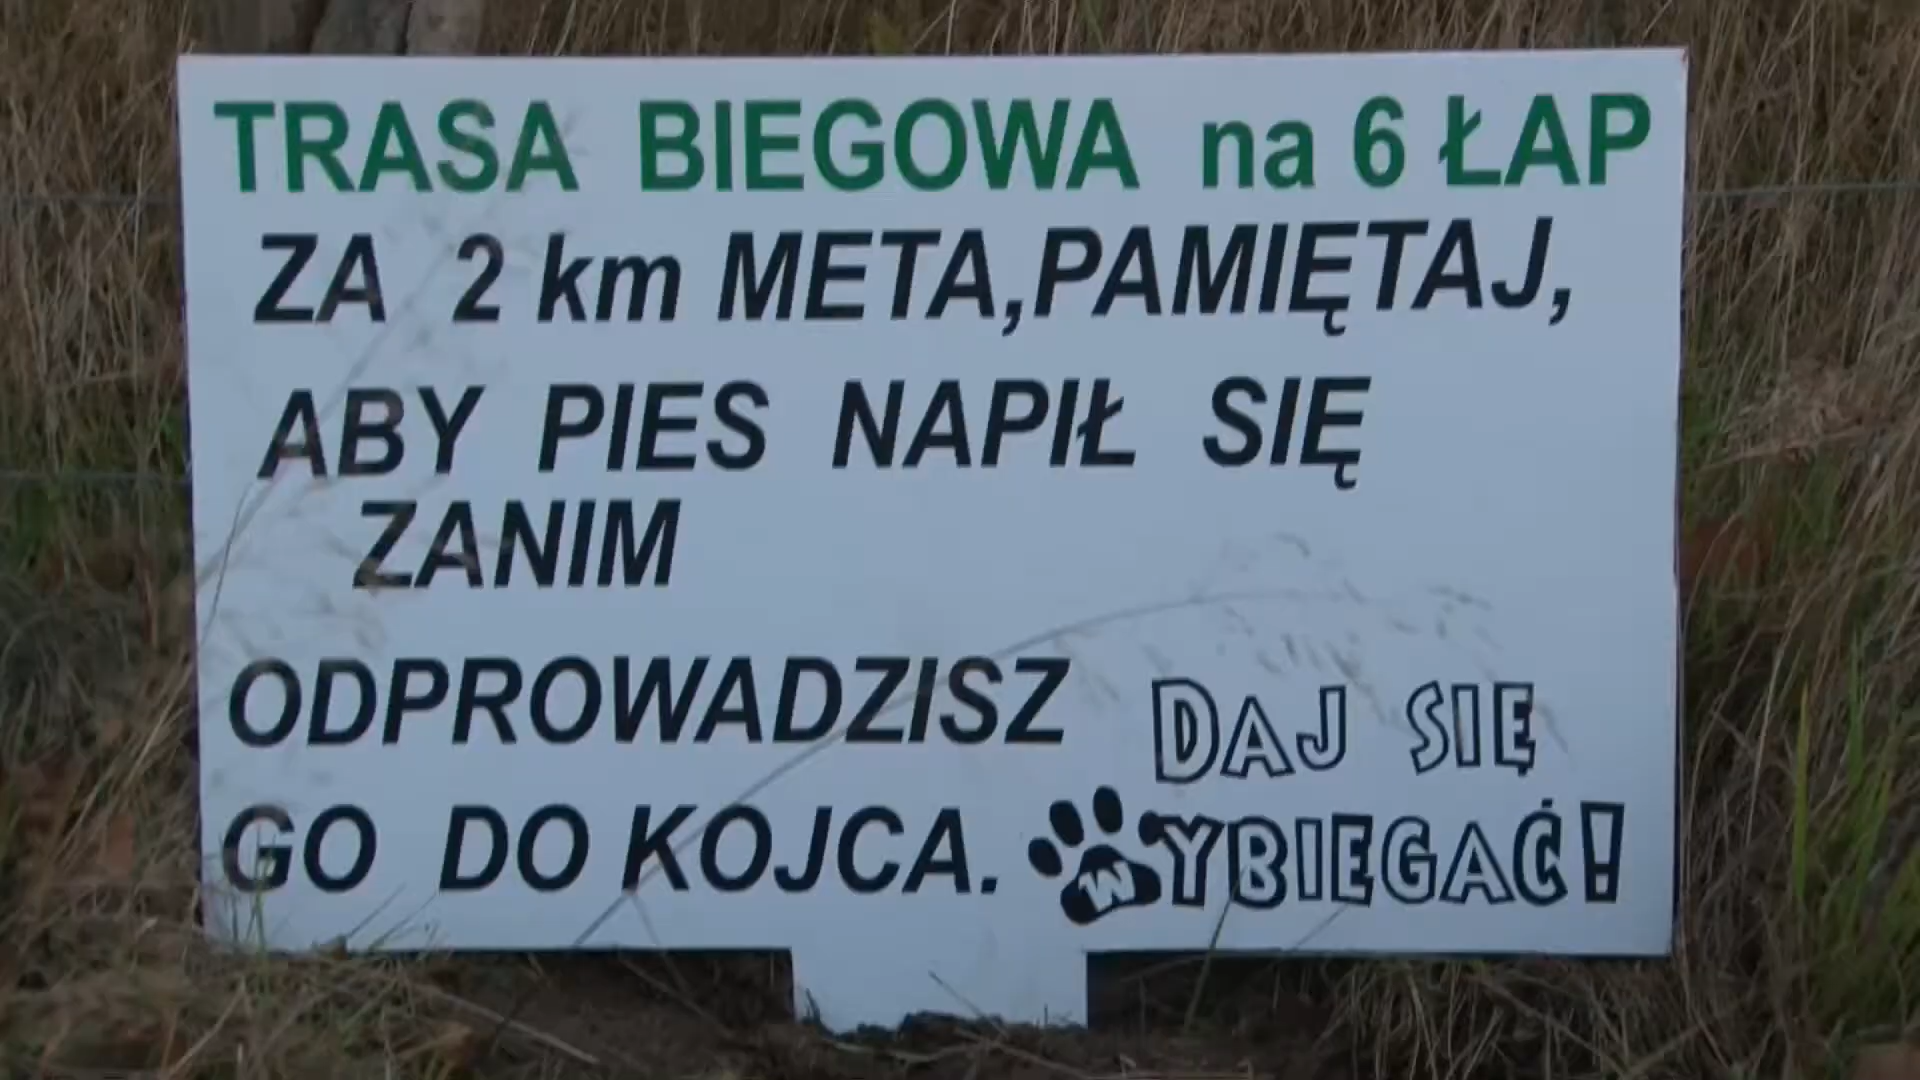 TRASA BIEGOWA na 6 ŁAP
ZA 2 km META,PAMIĘTAJ,
ABY PIES NAPIŁ SIĘ
ZANIM
ODPROWADZISZ
GO DO KOJCA.
DAJ SIĘ
WYBIEGAĆ!